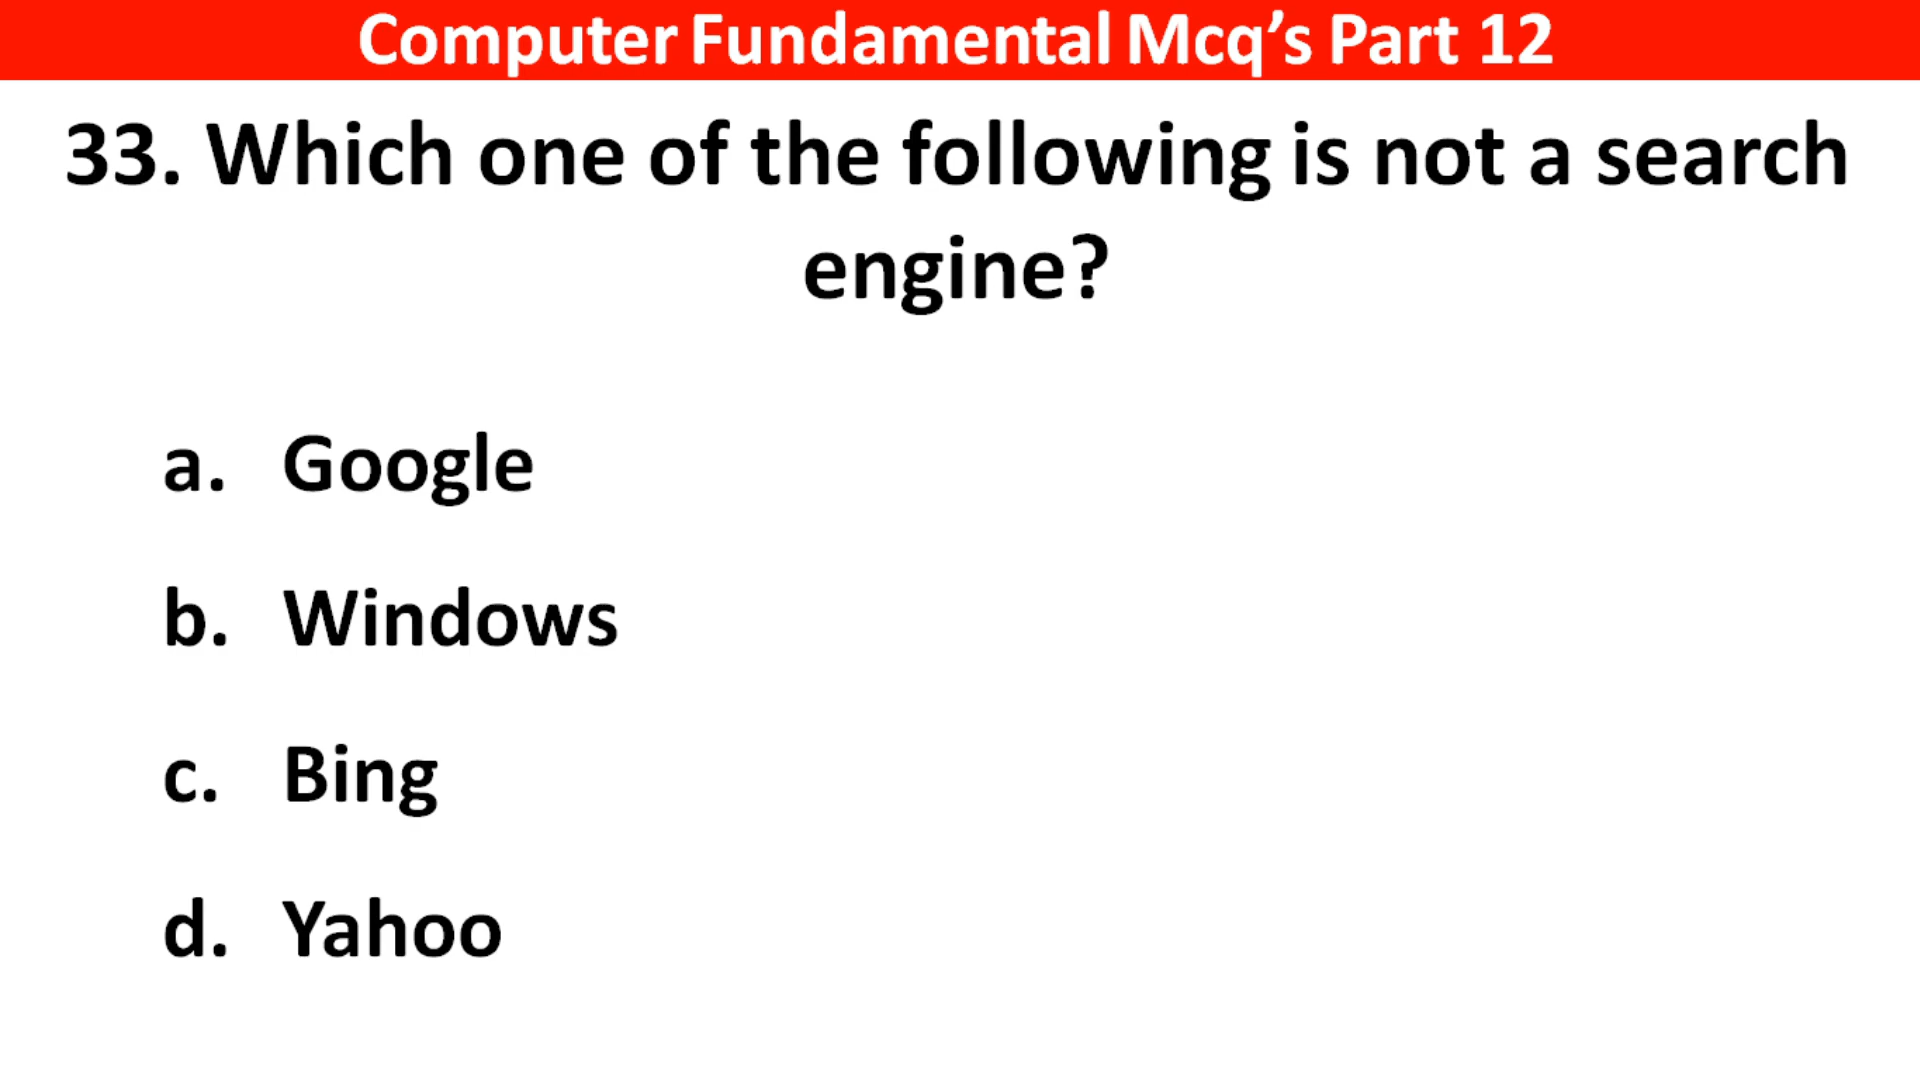 Computer Fundamental Mcq’s Part 12
33. Which one of the following is not a search
engine?
a. Google
b. Windows
c. Bing
d. Yahoo